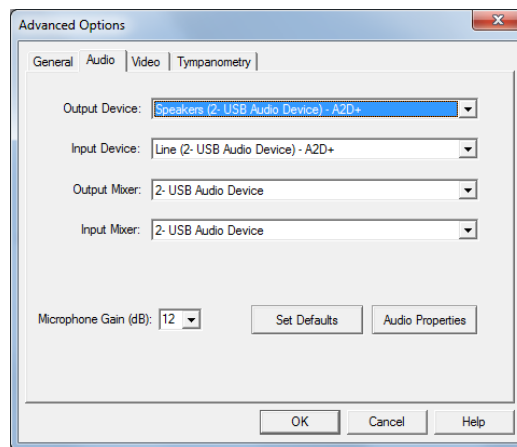 Advanced Options
General Audio Video Tympanometry
Output Device: Speakers (2- USB Audio Device) - A2D+
Input Device: Line (2- USB Audio Device) - A2D+
Output Mixer: 2- USB Audio Device
Input Mixer: 2- USB Audio Device
Microphone Gain (dB): 12 Set Defaults Audio Properties
OK Cancel Help